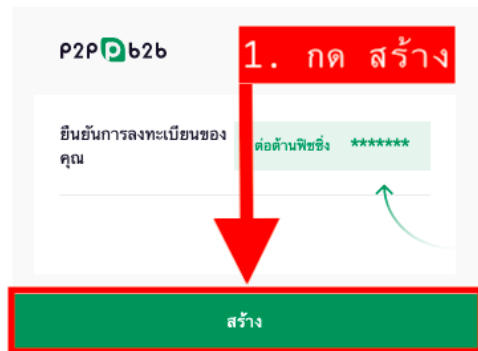 P2P b2b
1. กด สร้าง
ยืนยันการลงทะเบียนของ
คุณ
ต่อต้านฟิชชิ่ง *******
สร้าง